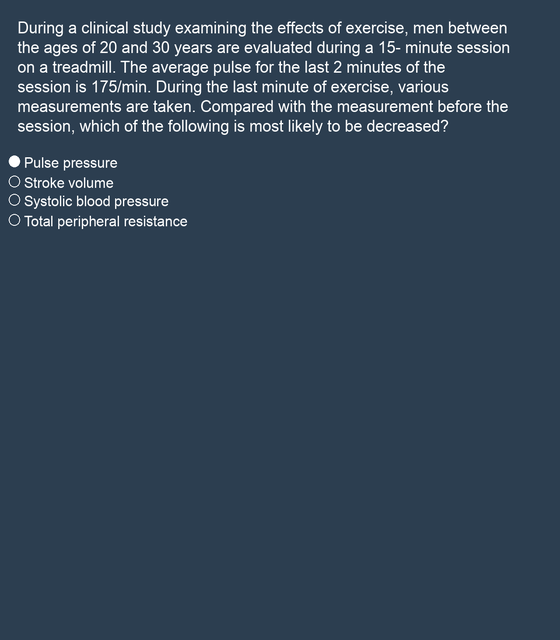 During a clinical study examining the effects of exercise, men between
the ages of 20 and 30 years are evaluated during a 15- minute session
on a treadmill. The average pulse for the last 2 minutes of the
session is 175/min. During the last minute of exercise, various
measurements are taken. Compared with the measurement before the
session, which of the following is most likely to be decreased?
Pulse pressure
Stroke volume
Systolic blood pressure
Total peripheral resistance